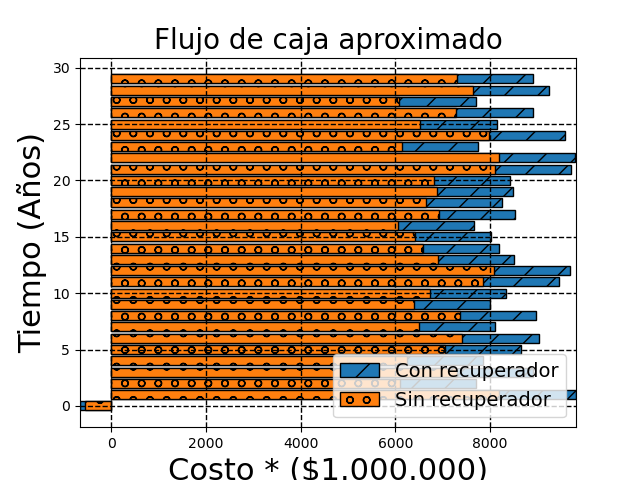 Flujo de caja aproximado
Tiempo (Años)
30
25
20
15
10
5
0
Con recuperador
Sin recuperador
0 2000 4000 6000 8000
Costo * ($1.000.000)